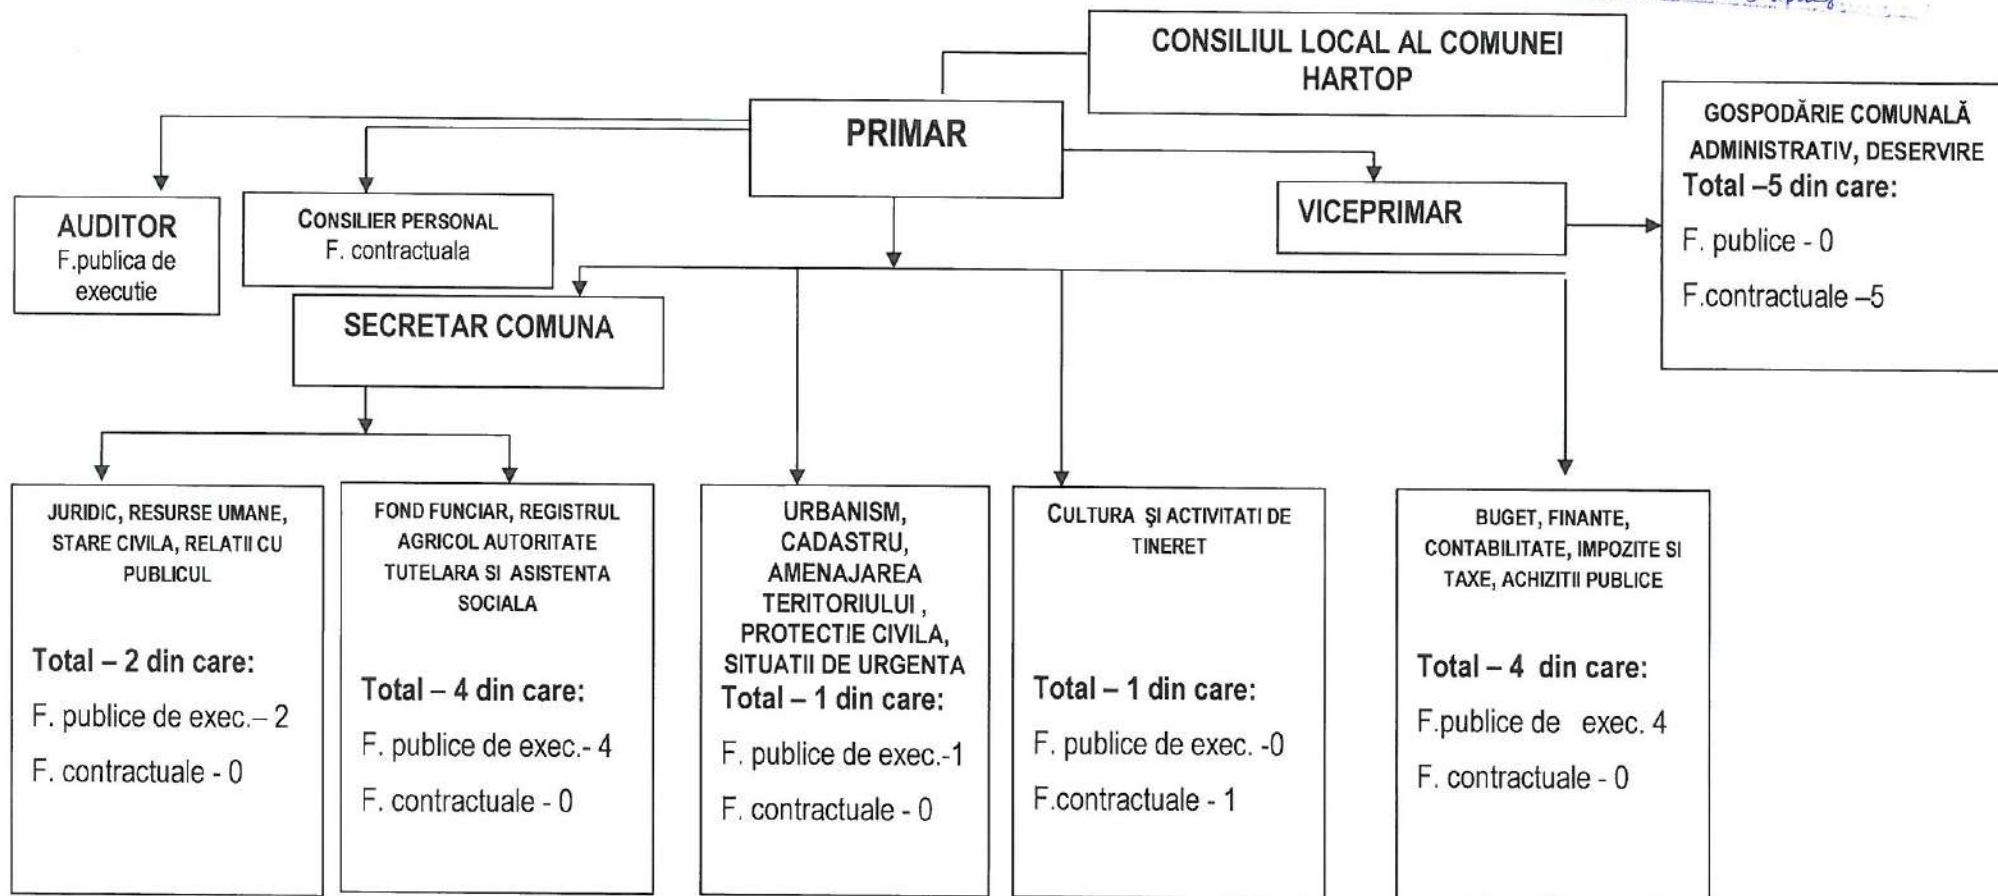 CONSILIUL LOCAL AL COMUNEI
HARTOP
PRIMAR
GOSPODĂRIE COMUNALĂ
ADMINISTRATIV, DESERVIRE
Total –5 din care:
F. publice - 0
F.contractuale –5
AUDITOR
F.publica de
executie
CONSILIER PERSONAL
F. contractuala
VICEPRIMAR
SECRETAR COMUNA
JURIDIC, RESURSE UMANE,
STARE CIVILA, RELATII CU
PUBLICUL
Total – 2 din care:
F. publice de exec.– 2
F. contractuale - 0
FOND FUNCIAR, REGISTRUL
AGRICOL AUTORITATE
TUTELARA SI ASISTENTA
SOCIALA
Total – 4 din care:
F. publice de exec.- 4
F. contractuale - 0
URBANISM,
CADASTRU,
AMENAJAREA
TERITORIULUI ,
PROTECTIE CIVILA,
SITUATII DE URGENTA
Total – 1 din care:
F. publice de exec.-1
F. contractuale - 0
CULTURA ŞI ACTIVITATI DE
TINERET
Total – 1 din care:
F. publice de exec. -0
F.contractuale - 1
BUGET, FINANTE,
CONTABILITATE, IMPOZITE SI
TAXE, ACHIZITII PUBLICE
Total – 4 din care:
F.publice de exec. 4
F. contractuale - 0